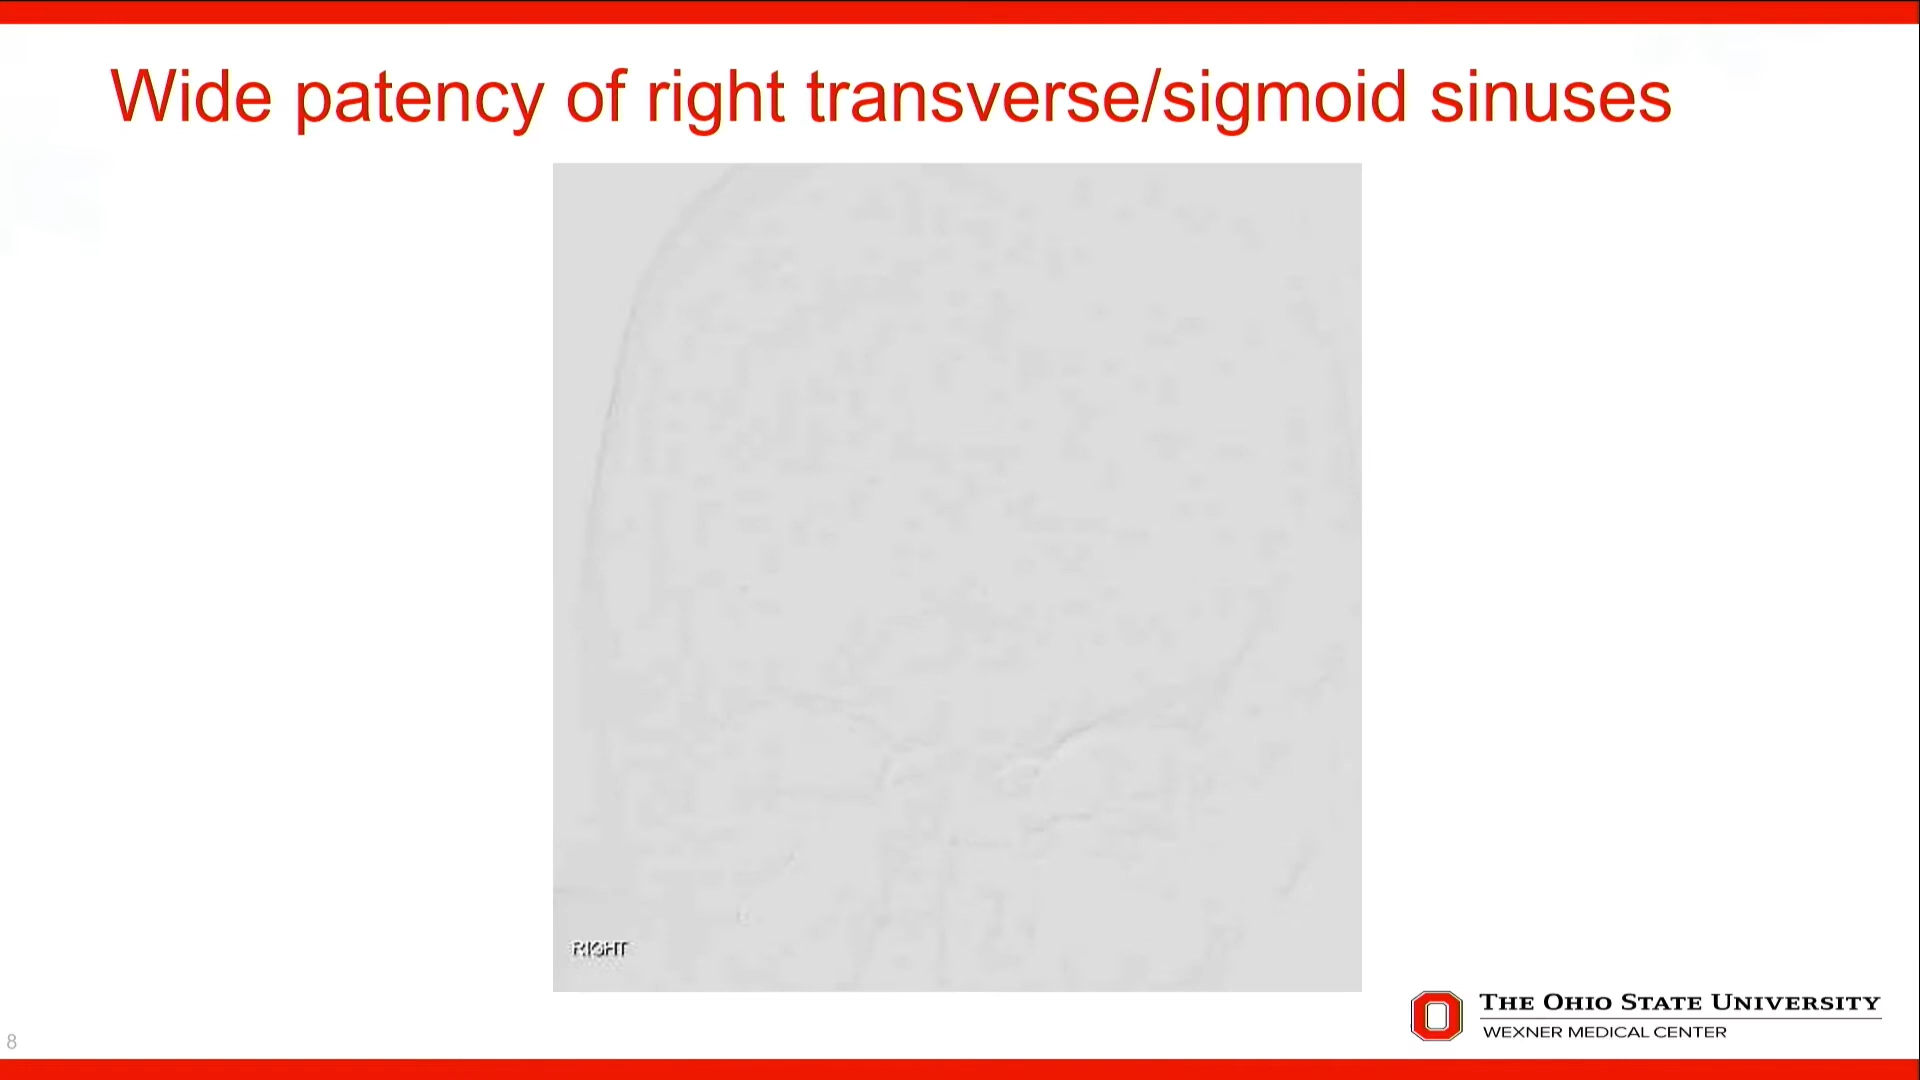 Wide patency of right transverse/sigmoid sinuses
RIGHT
THE OHIO STATE UNIVERSITY
WEXNER MEDICAL CENTER
8